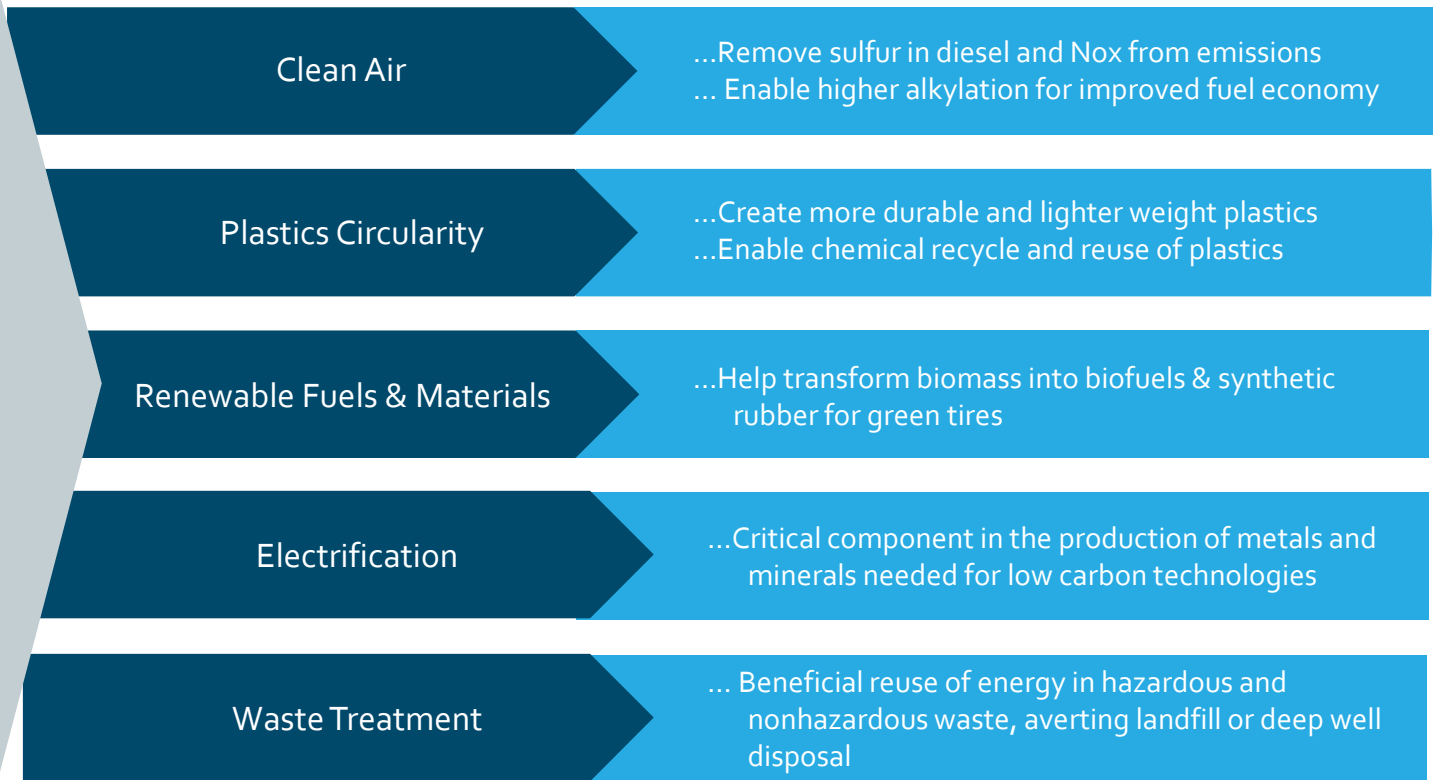 Clean Air
...Remove sulfur in diesel and Nox from emissions
... Enable higher alkylation for improved fuel economy
Plastics Circularity
...Create more durable and lighter weight plastics
...Enable chemical recycle and reuse of plastics
Renewable Fuels & Materials
...Help transform biomass into biofuels & synthetic
rubber for green tires
Electrification
...Critical component in the production of metals and
minerals needed for low carbon technologies
Waste Treatment
... Beneficial reuse of energy in hazardous and
nonhazardous waste, averting landfill or deep well
disposal